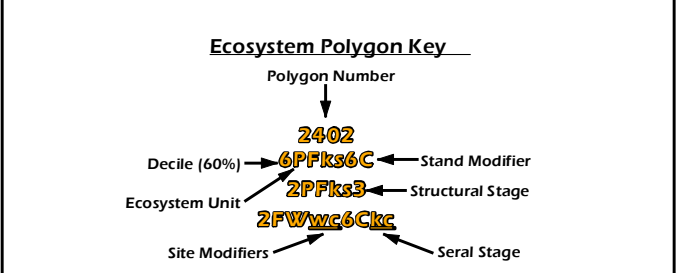 Ecosystem Polygon Key
Polygon Number
2402
Decile (60%) 6PFks6C Stand Modifier
2PFks3 Structural Stage
Ecosystem Unit
2FWwc6Ckc
Site Modifiers Seral Stage